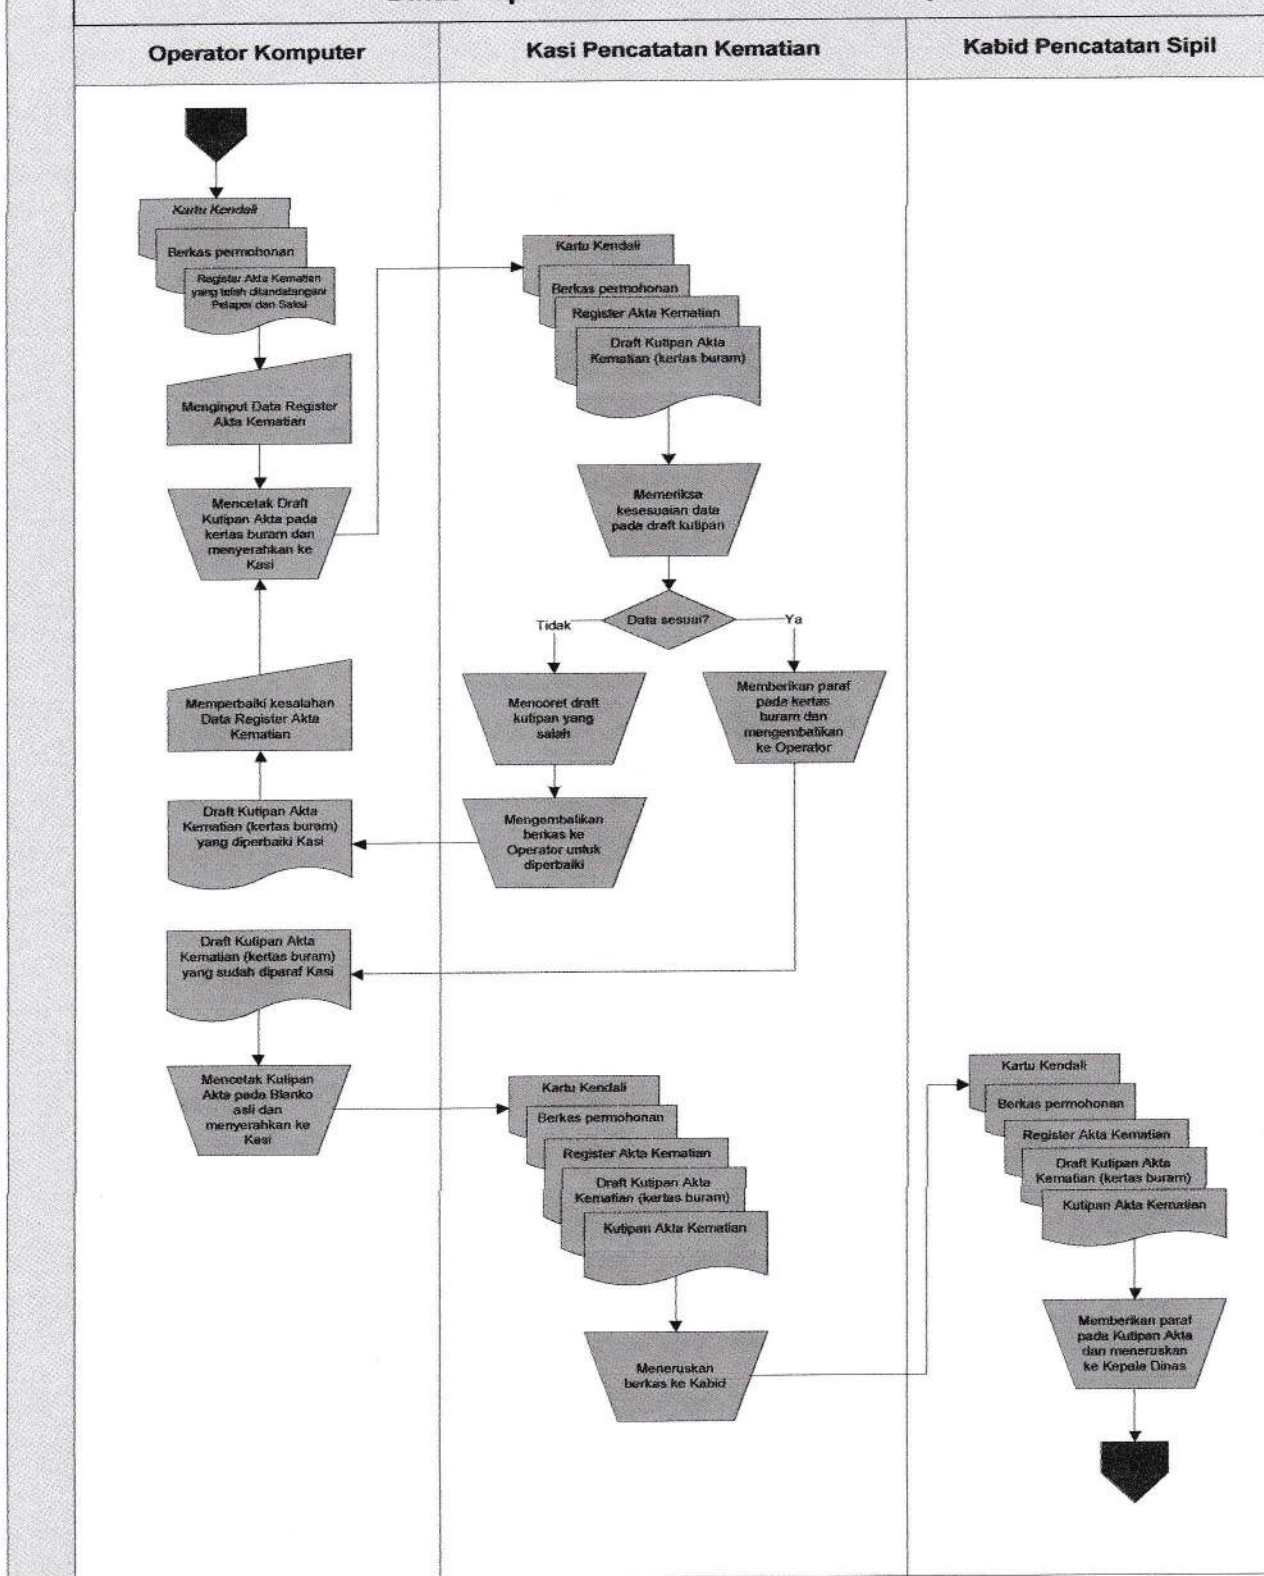 Operator Komputer
Kasi Pencatatan Kematian
Kabid Pencatatan Sipil
Kartu Kendali
Berkas permohonan
Register Akta Kematian
yang telah ditandatangani
Pelapor dan Saksi
Menginput Data Register
Akta Kematian
Mencetak Draft
Kutipan Akta pada
kertas buram dan
menyerahkan ke
Kasi
Kartu Kendali
Berkas permohonan
Register Akta Kematian
Draft Kutipan Akta
Kematian (kertas buram)
Memeriksa
kesesuaian data
pada draft kutipan
Data sesuai?
Tidak
Ya
Mencoret draft
kutipan yang
salah
Memberikan paraf
pada kertas
buram dan
mengembalikan
ke Operator
Mengembalikan
berkas ke
Operator untuk
diperbaiki
Memperbaiki kesalahan
Data Register Akta
Kematian
Draft Kutipan Akta
Kematian (kertas buram)
yang diperbaiki Kasi
Draft Kutipan Akta
Kematian (kertas buram)
yang sudah diparaf Kasi
Mencetak Kutipan
Akta pada Blanko
asli dan
menyerahkan ke
Kasi
Kartu Kendali
Berkas permohonan
Register Akta Kematian
Draft Kutipan Akta
Kematian (kertas buram)
Kutipan Akta Kematian
Meneruskan
berkas ke Kabid
Kartu Kendali
Berkas permohonan
Register Akta Kematian
Draft Kutipan Akta
Kematian (kertas buram)
Kutipan Akta Kematian
Memberikan paraf
pada Kutipan Akta
dan meneruskan
ke Kepala Dinas